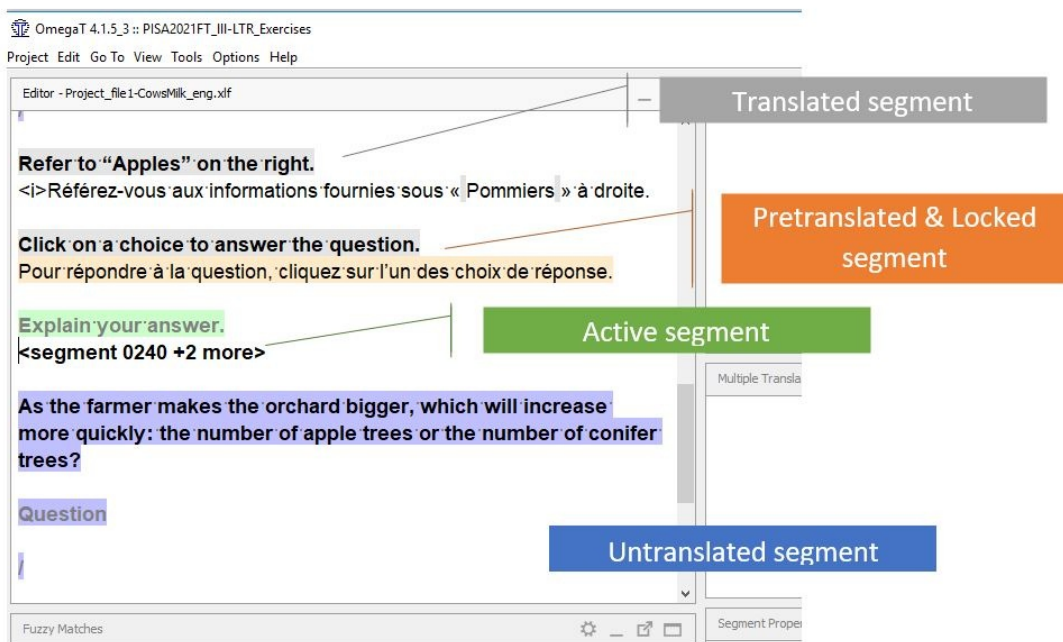 OmegaT 4.1.5_3 :: PISA2021FT_III-LTR_Exercises
Project Edit Go To View Tools Options Help
Editor - Project_file1-CowsMilk_eng.xlf
/
Translated segment
Refer to “Apples” on the right.
<i>Référez-vous aux informations fournies sous « Pommiers » à droite.
Pretranslated & Locked
segment
Click on a choice to answer the question.
Pour répondre à la question, cliquez sur l’un des choix de réponse.
Explain your answer.
<segment 0240 +2 more>
Active segment
Multiple Transla
As the farmer makes the orchard bigger, which will increase
more quickly: the number of apple trees or the number of conifer
trees?
Question
Untranslated segment
/
Fuzzy Matches
Segment Proper